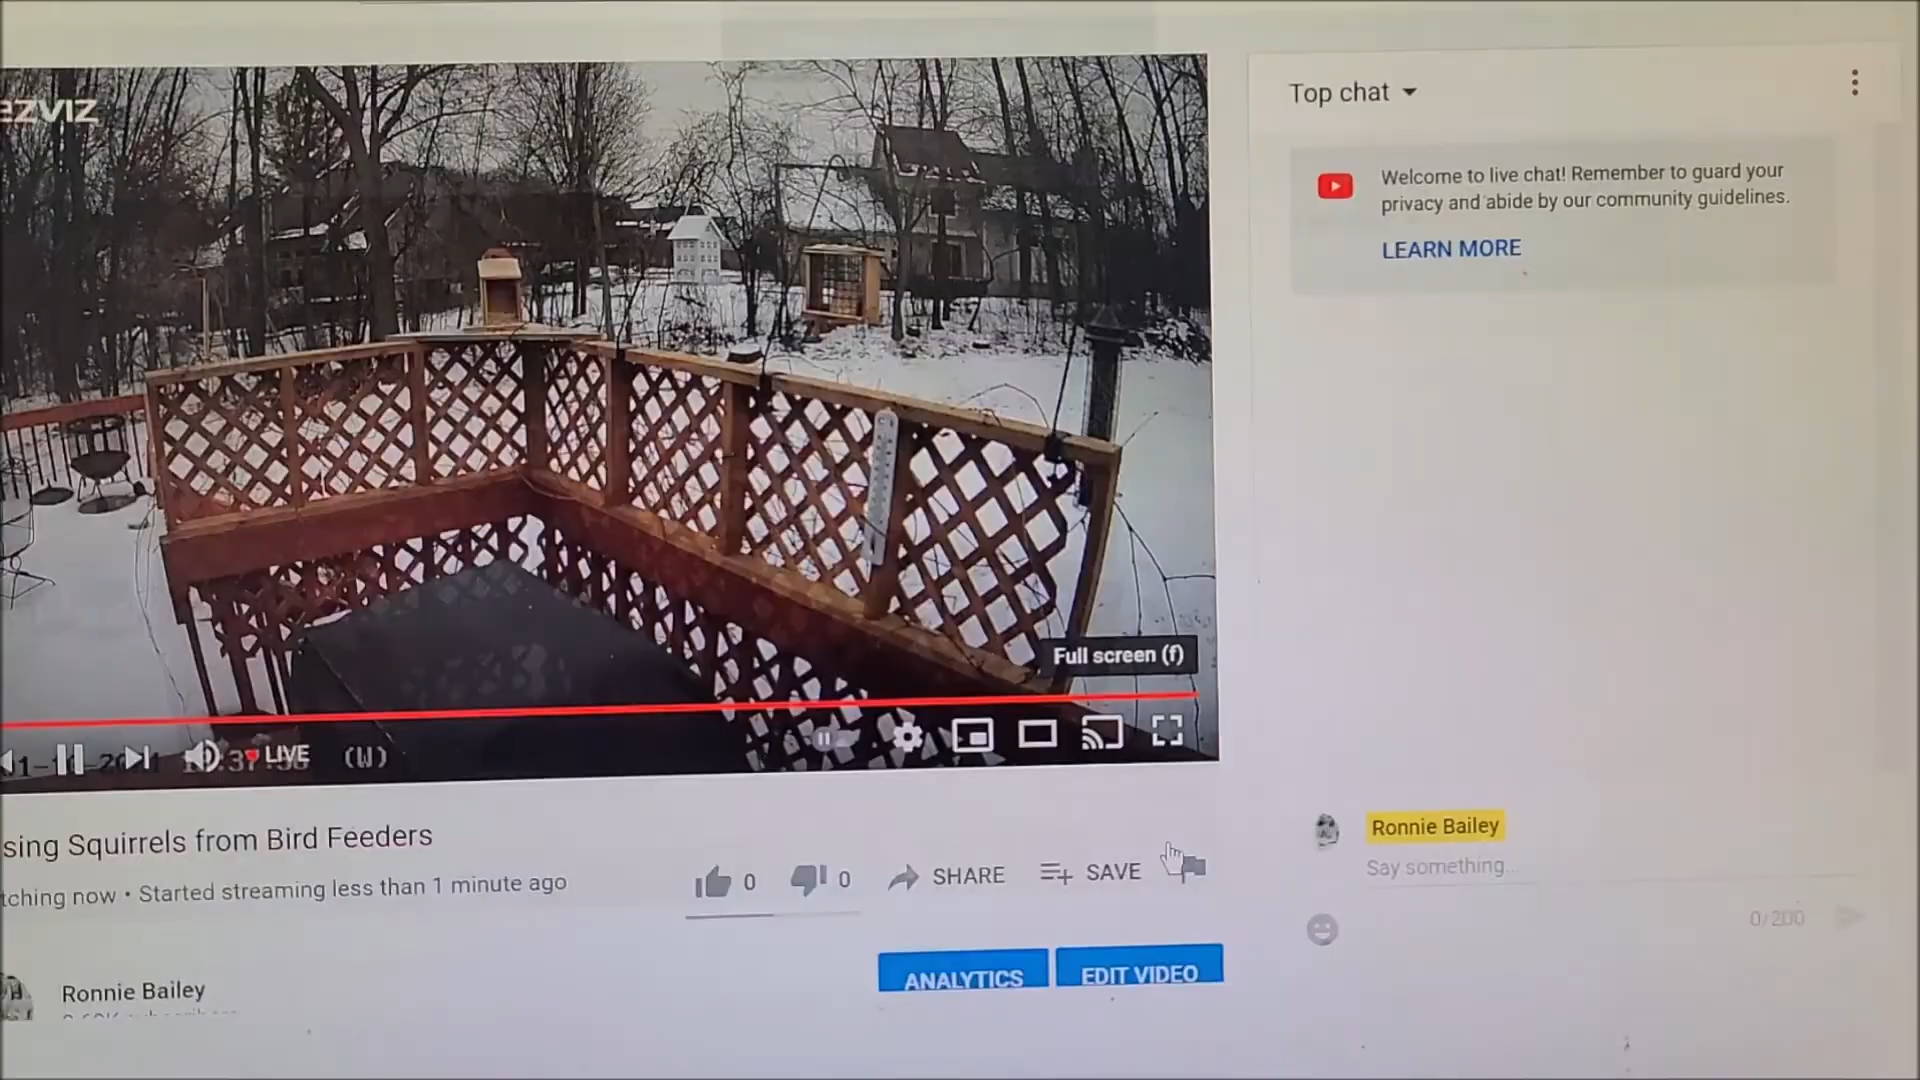 ezviz
Top chat
Welcome to live chat! Remember to guard your
privacy and abide by our community guidelines.
LEARN MORE
Full screen (f)
LIVE
(W)
sing Squirrels from Bird Feeders
tching now • Started streaming less than 1 minute ago
0
0
SHARE
SAVE
ANALYTICS
EDIT VIDEO
Ronnie Bailey
Ronnie Bailey
Say something...
0/200